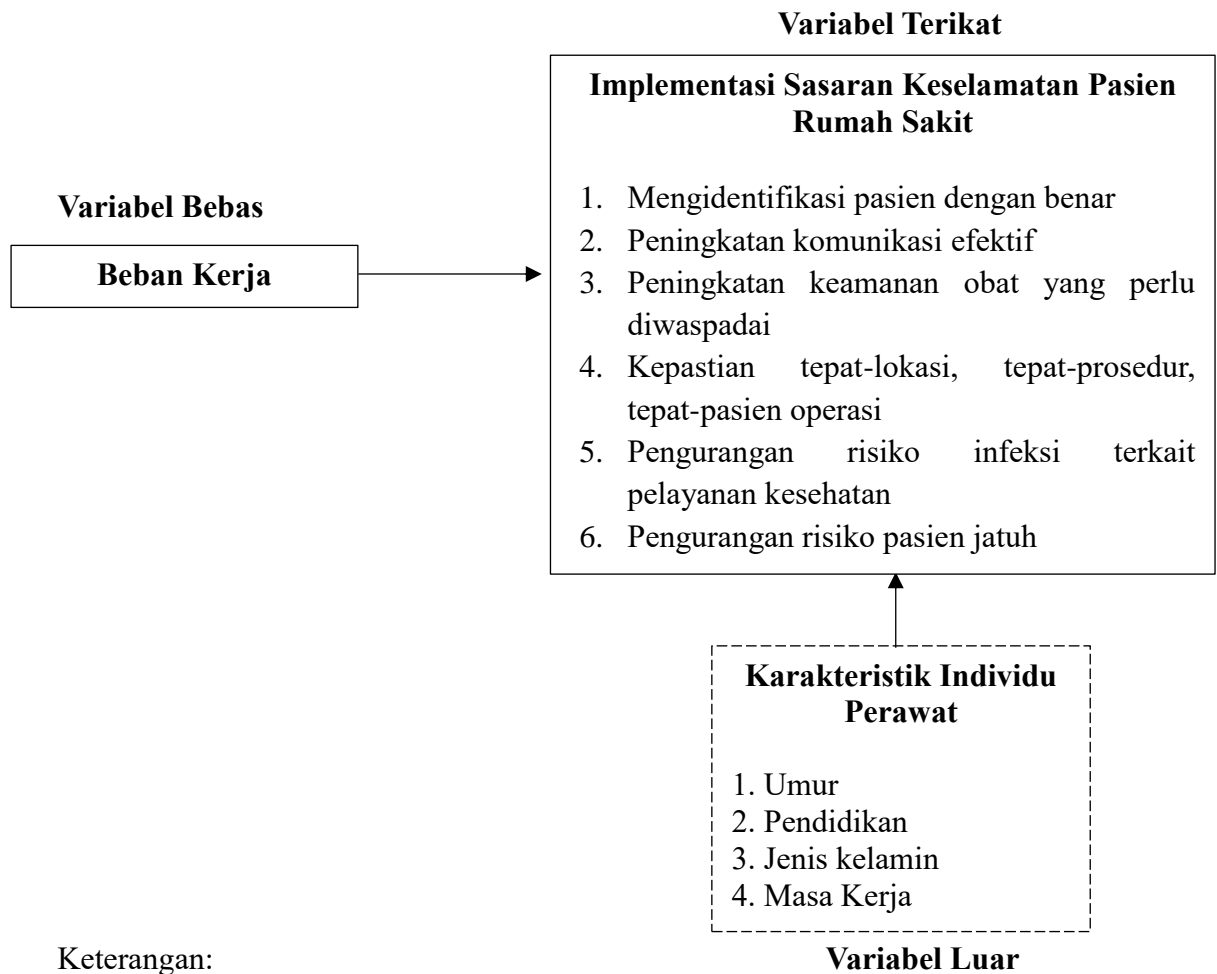 Variabel Terikat
Implementasi Sasaran Keselamatan Pasien
Rumah Sakit
1. Mengidentifikasi pasien dengan benar
2. Peningkatan komunikasi efektif
3. Peningkatan keamanan obat yang perlu
diwaspadai
4. Kepastian tepat-lokasi, tepat-prosedur,
tepat-pasien operasi
5. Pengurangan risiko infeksi terkait
pelayanan kesehatan
6. Pengurangan risiko pasien jatuh
Variabel Bebas
Beban Kerja
Karakteristik Individu
Perawat
1. Umur
2. Pendidikan
3. Jenis kelamin
4. Masa Kerja
Variabel Luar
Keterangan: